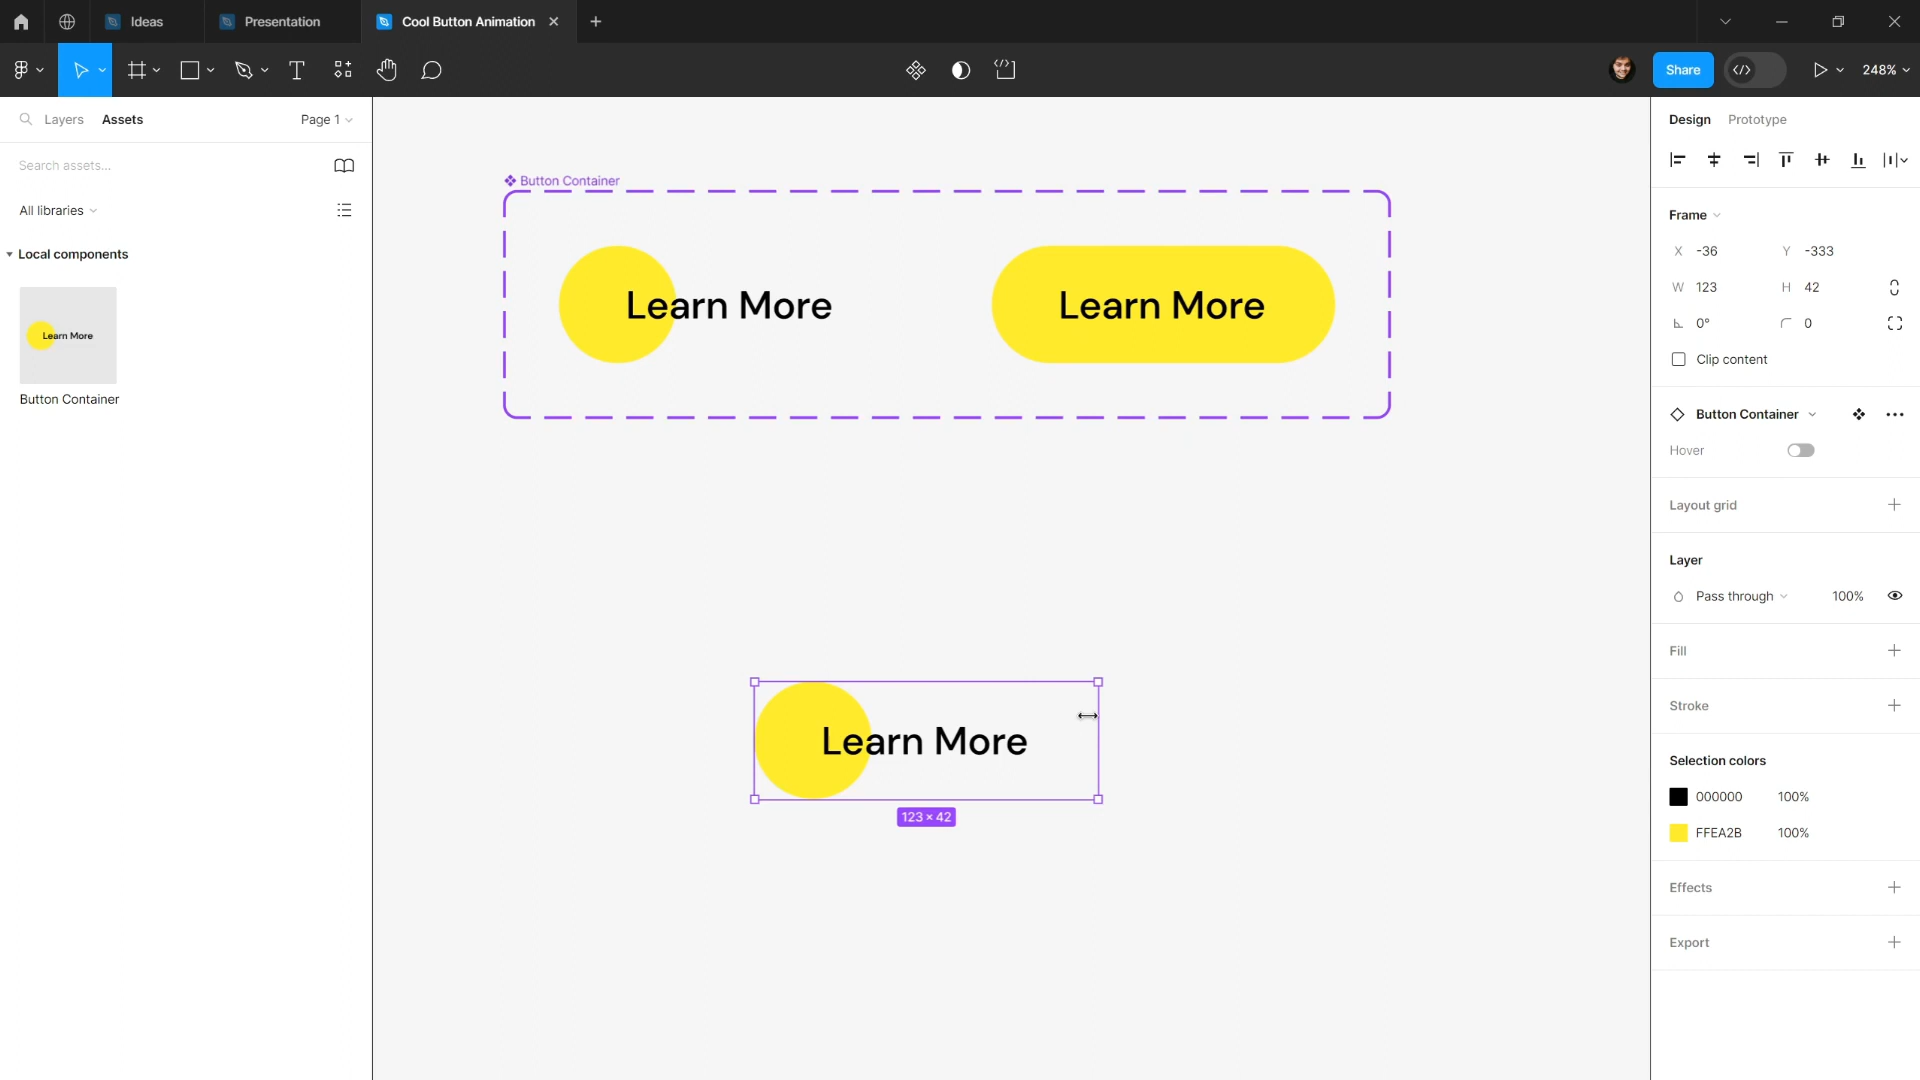 Ideas
Presentation
Cool Button Animation
Share
248%
Layers
Assets
Page 1
Search assets...
All libraries
Local components
Learn More
Button Container
Button Container
Learn More
Learn More
Learn More
123 × 42
Design
Prototype
Frame
X -36
Y -333
W 123
H 42
0°
0
Clip content
Button Container
Hover
Layout grid
Layer
Pass through
100%
Fill
Stroke
Selection colors
000000 100%
FFEA2B 100%
Effects
Export